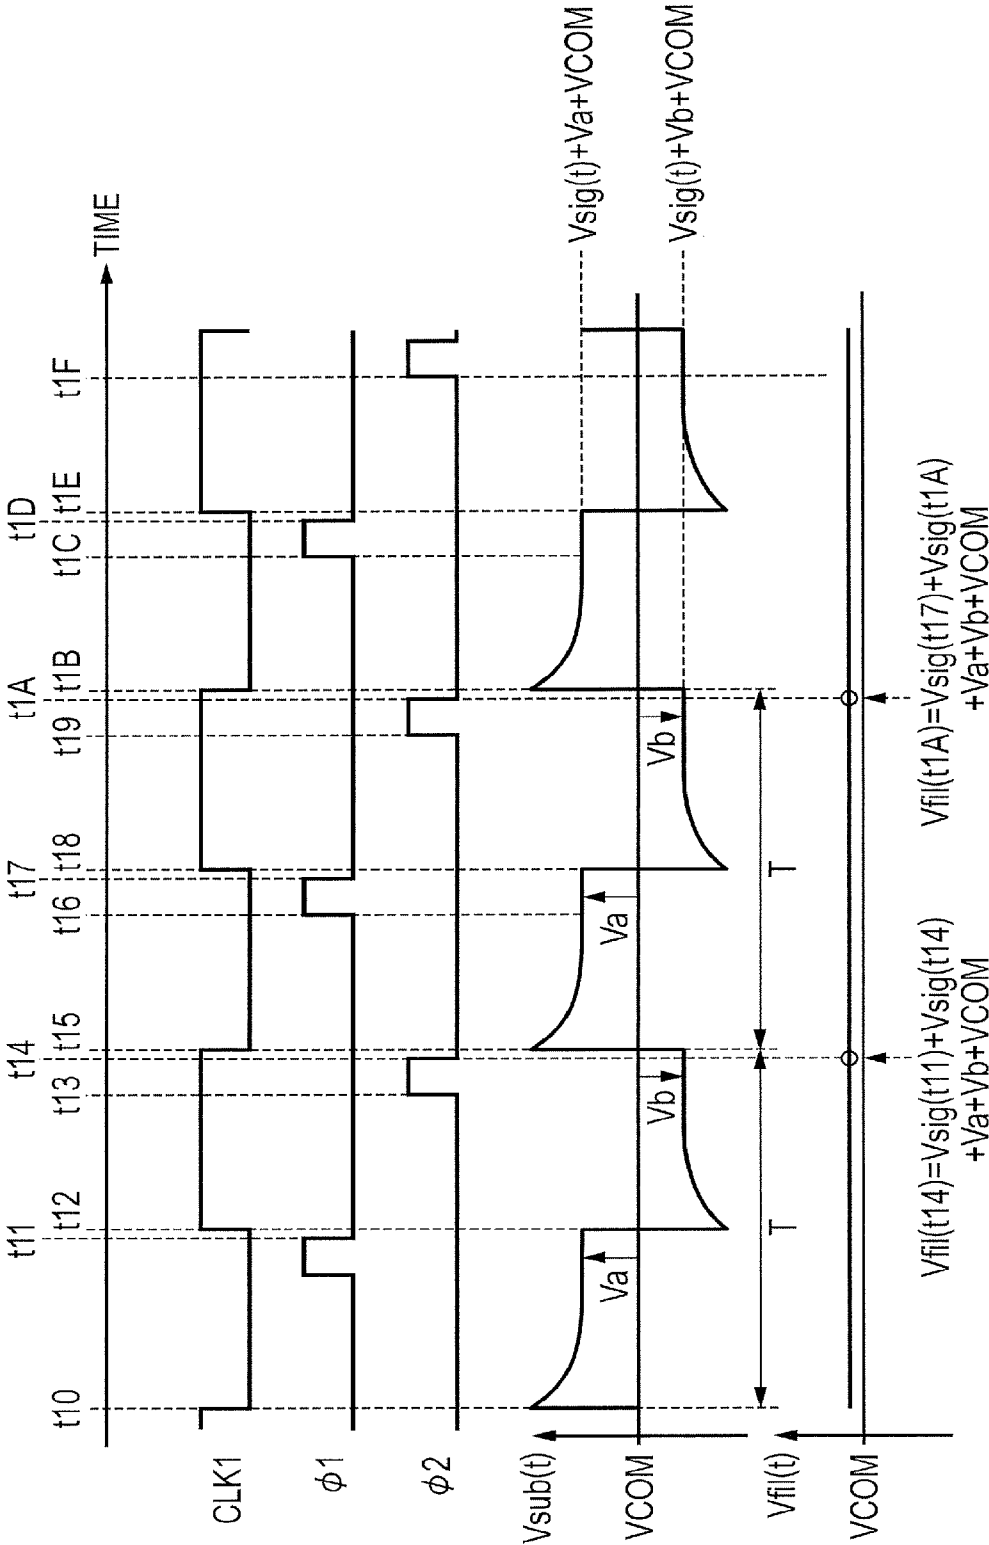 TIME
t11
t14
t17
t1A
t1D
t10
t12
t13
t15
t16
t18
t19
t1B
t1C
t1E
t1F
CLK1
ϕ1
ϕ2
Vsub(t)
VCOM
Va
Vb
Va
Vb
Vsig(t)+Va+VCOM
Vsig(t)+Vb+VCOM
T
T
Vfil(t)
VCOM
Vfil(t14)=Vsig(t11)+Vsig(t14)
+Va+Vb+VCOM
Vfil(t1A)=Vsig(t17)+Vsig(t1A)
+Va+Vb+VCOM